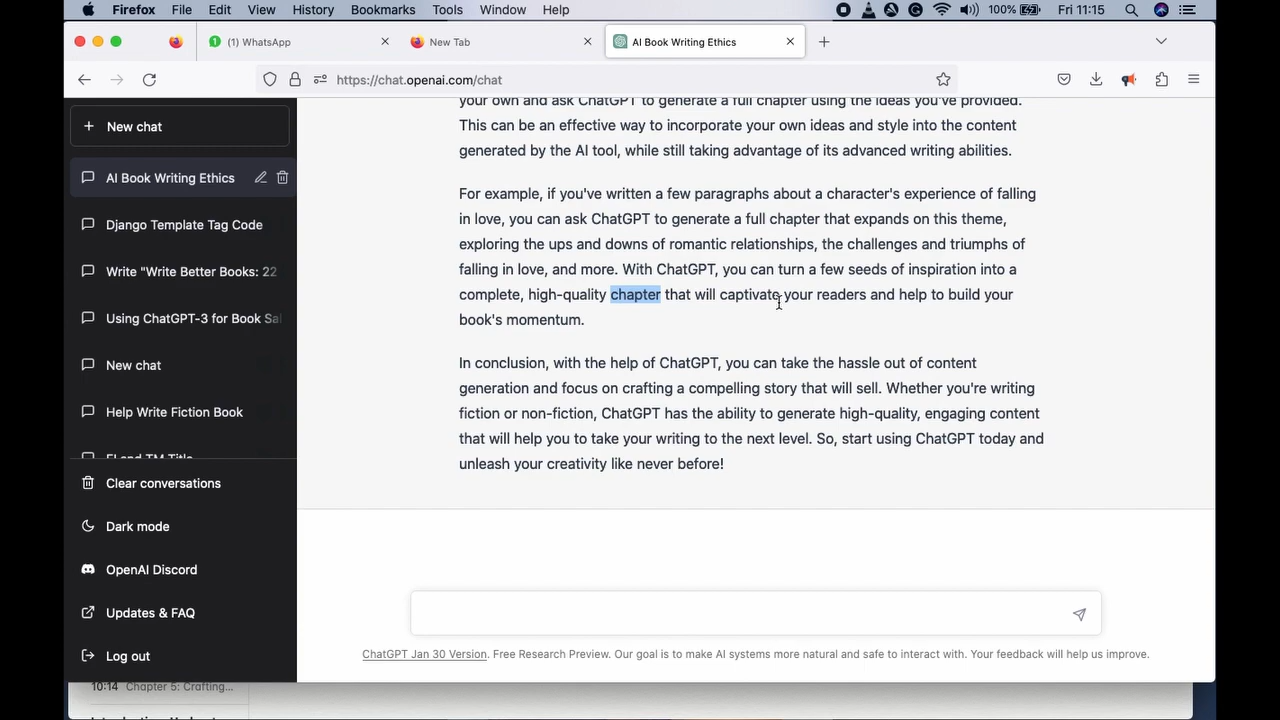 Firefox File Edit View History Bookmarks Tools Window Help 100% Fri 11:15
(1) WhatsApp
New Tab
AI Book Writing Ethics
https://chat.openai.com/chat
New chat
AI Book Writing Ethics
Django Template Tag Code
Write "Write Better Books: 22
Using ChatGPT-3 for Book Sal
New chat
Help Write Fiction Book
Clear conversations
Dark mode
OpenAI Discord
Updates & FAQ
Log out
your own and ask ChatGPT to generate a full chapter using the ideas you've provided.
This can be an effective way to incorporate your own ideas and style into the content
generated by the AI tool, while still taking advantage of its advanced writing abilities.
For example, if you've written a few paragraphs about a character's experience of falling
in love, you can ask ChatGPT to generate a full chapter that expands on this theme,
exploring the ups and downs of romantic relationships, the challenges and triumphs of
falling in love, and more. With ChatGPT, you can turn a few seeds of inspiration into a
complete, high-quality chapter that will captivate your readers and help to build your
book's momentum.
In conclusion, with the help of ChatGPT, you can take the hassle out of content
generation and focus on crafting a compelling story that will sell. Whether you're writing
fiction or non-fiction, ChatGPT has the ability to generate high-quality, engaging content
that will help you to take your writing to the next level. So, start using ChatGPT today and
unleash your creativity like never before!
ChatGPT Jan 30 Version. Free Research Preview. Our goal is to make AI systems more natural and safe to interact with. Your feedback will help us improve.
10:14 Chapter 5: Crafting...